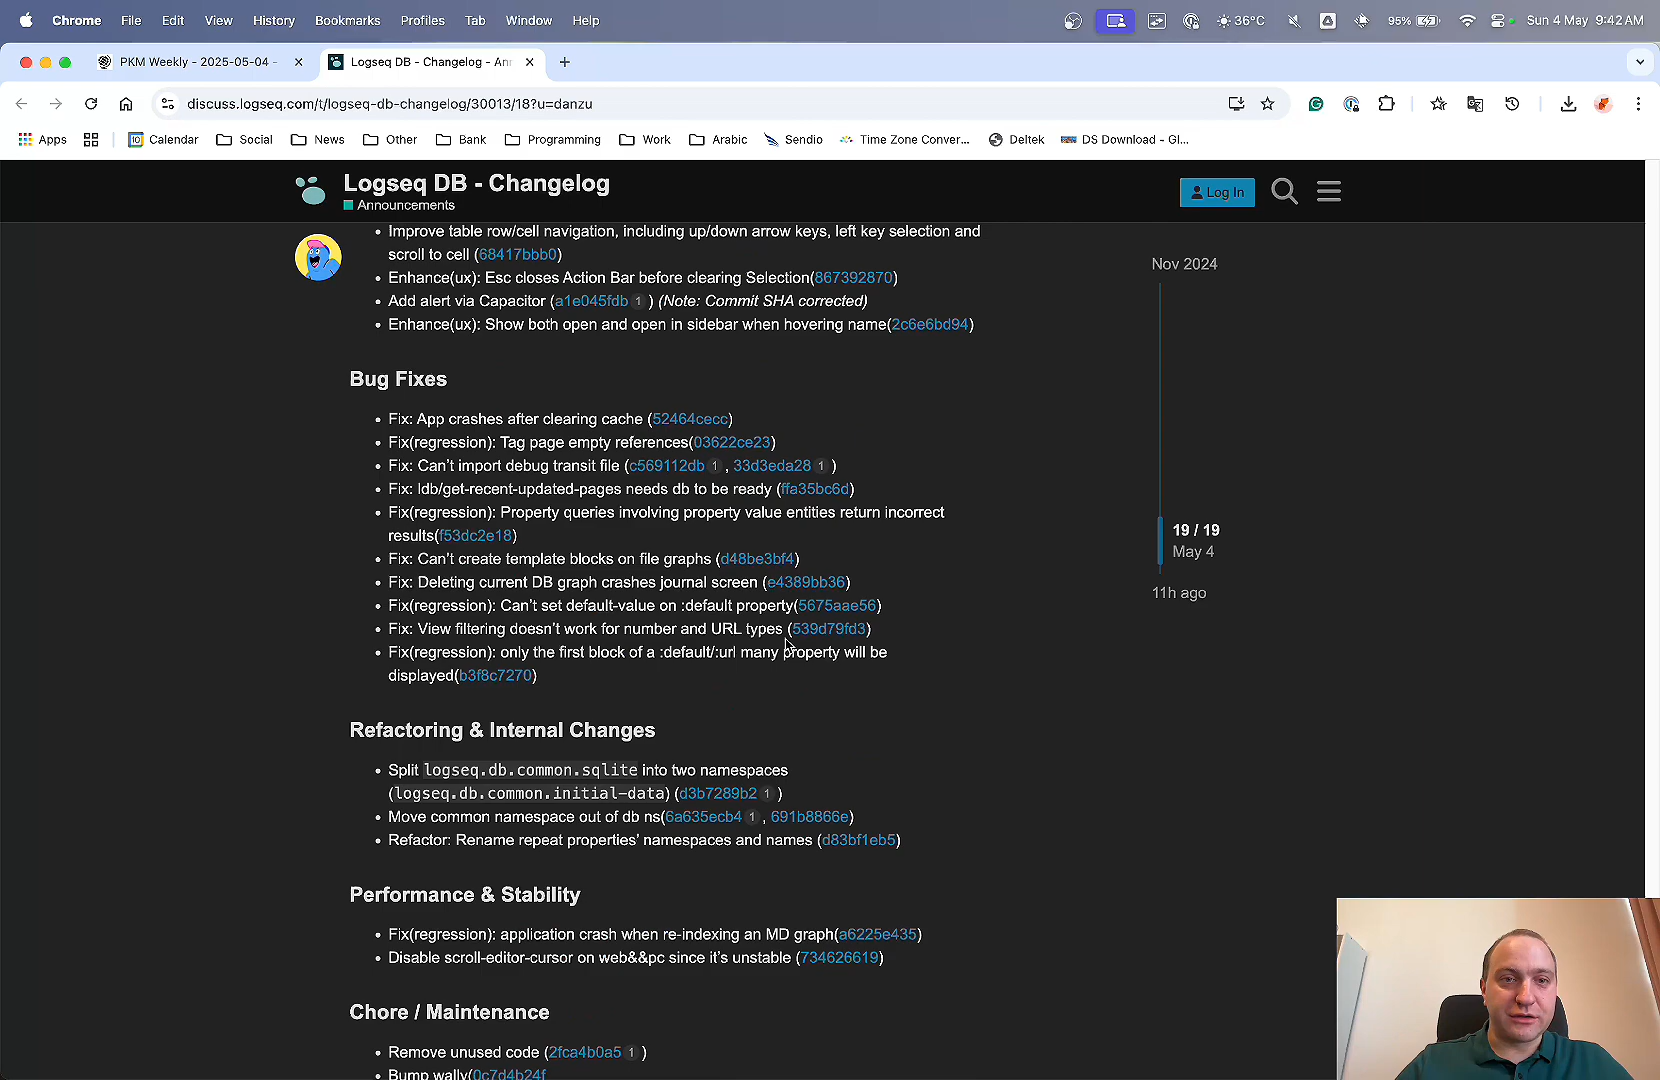 Chrome File Edit View History Bookmarks Profiles Tab Window Help 36°C 95% Sun 4 May 9:42 AM
PKM Weekly - 2025-05-04 - Logseq DB - Changelog - Ann
discuss.logseq.com/t/logseq-db-changelog/30013/18?u=danzu
Apps 10 Calendar Social News Other Bank Programming Work Arabic Sendio Time Zone Conver... Deltek DS Download - Gl...
Logseq DB - Changelog
Announcements
Log In
• Improve table row/cell navigation, including up/down arrow keys, left key selection and
scroll to cell (68417bbb0)
• Enhance(ux): Esc closes Action Bar before clearing Selection(867392870)
• Add alert via Capacitor (a1e045fdb 1 ) (Note: Commit SHA corrected)
• Enhance(ux): Show both open and open in sidebar when hovering name(2c6e6bd94)
Nov 2024
19 / 19
May 4
11h ago
Bug Fixes
• Fix: App crashes after clearing cache (52464cecc)
• Fix(regression): Tag page empty references(03622ce23)
• Fix: Can't import debug transit file (c569112db 1 , 33d3eda28 1 )
• Fix: ldb/get-recent-updated-pages needs db to be ready (ffa35bc6d)
• Fix(regression): Property queries involving property value entities return incorrect
results(f53dc2e18)
• Fix: Can't create template blocks on file graphs (d48be3bf4)
• Fix: Deleting current DB graph crashes journal screen (e4389bb36)
• Fix(regression): Can't set default-value on :default property(5675aae56)
• Fix: View filtering doesn't work for number and URL types (539d79fd3)
• Fix(regression): only the first block of a :default/:url many property will be
displayed(b3f8c7270)
Refactoring & Internal Changes
• Split logseq.db.common.sqlite into two namespaces
(logseq.db.common.initial-data) (d3b7289b2 1 )
• Move common namespace out of db ns(6a635ecb4 1 , 691b8866e)
• Refactor: Rename repeat properties' namespaces and names (d83bf1eb5)
Performance & Stability
• Fix(regression): application crash when re-indexing an MD graph(a6225e435)
• Disable scroll-editor-cursor on web&&pc since it's unstable (734626619)
Chore / Maintenance
• Remove unused code (2fca4b0a5 1 )
• Bump wally(0c7d4b24f